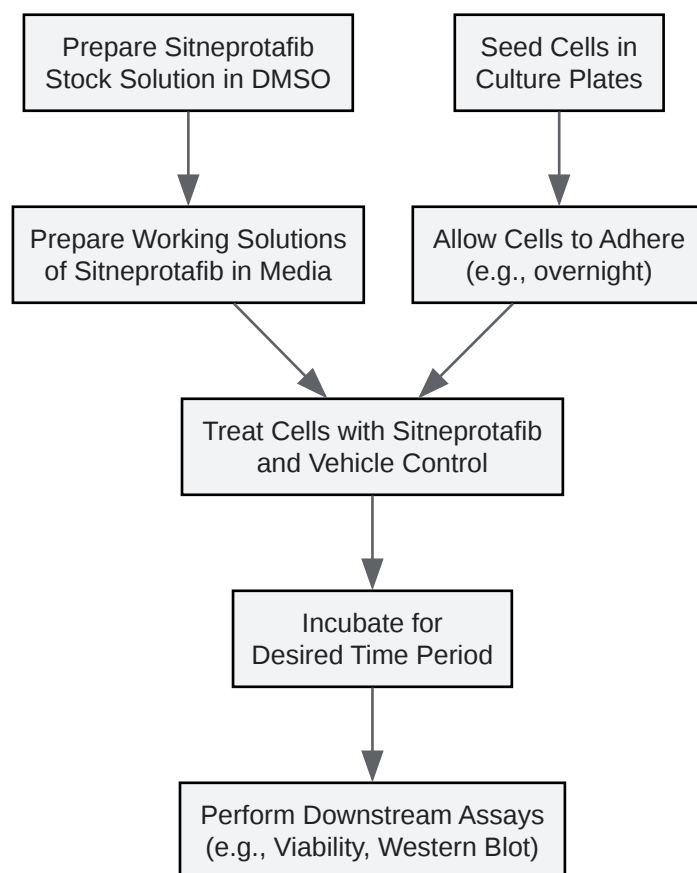 Prepare Sitneprotafib
Stock Solution in DMSO
Seed Cells in
Culture Plates
Prepare Working Solutions
of Sitneprotafib in Media
Allow Cells to Adhere
(e.g., overnight)
Treat Cells with Sitneprotafib
and Vehicle Control
Incubate for
Desired Time Period
Perform Downstream Assays
(e.g., Viability, Western Blot)